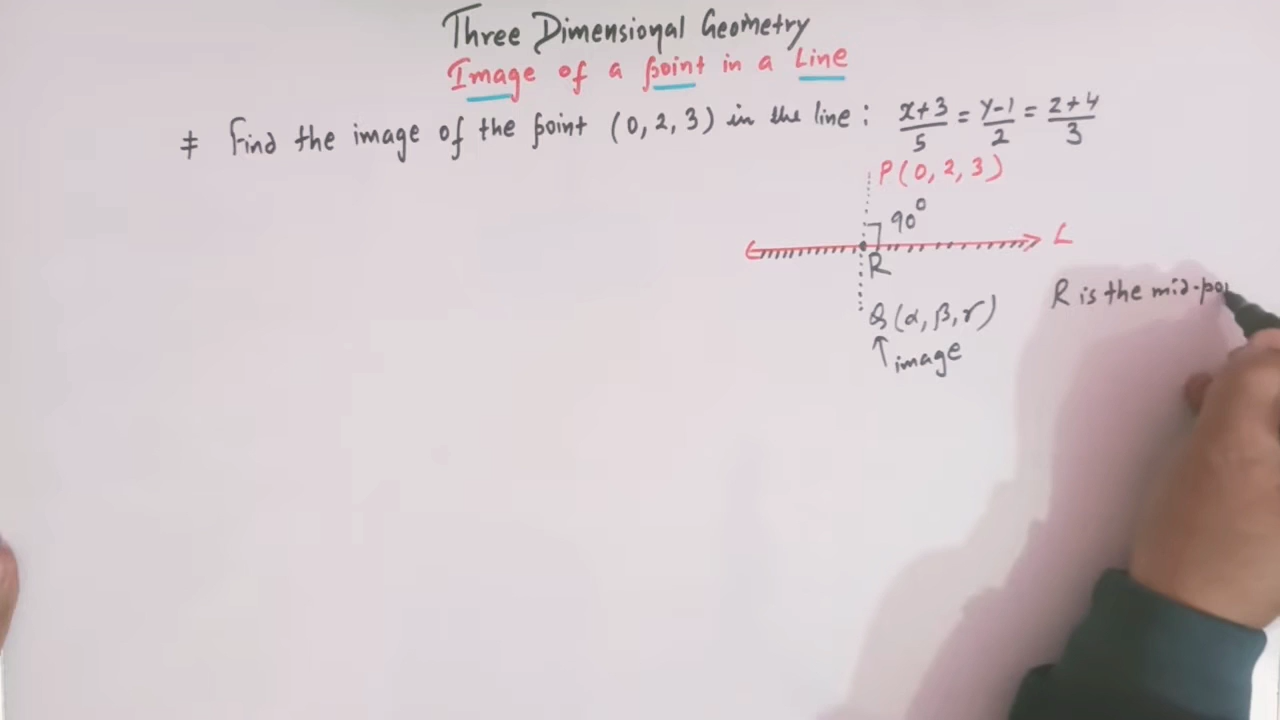 Three Dimensional Geometry
Image of a point in a Line
# Find the image of the point (0, 2, 3) in the line: x+3/5 = y-1/2 = z+4/3
P(0, 2, 3)
90°
L
R
R is the mid-po
Q(α, β, γ)
↑ image